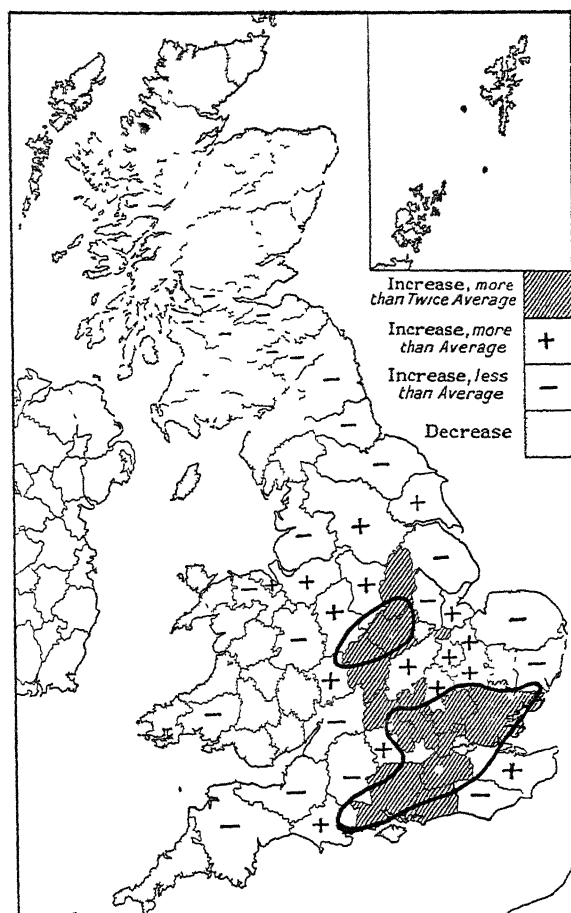 Increase, more
than Twice Average
Increase, more
than Average
+
Increase, less
than Average
−
Decrease